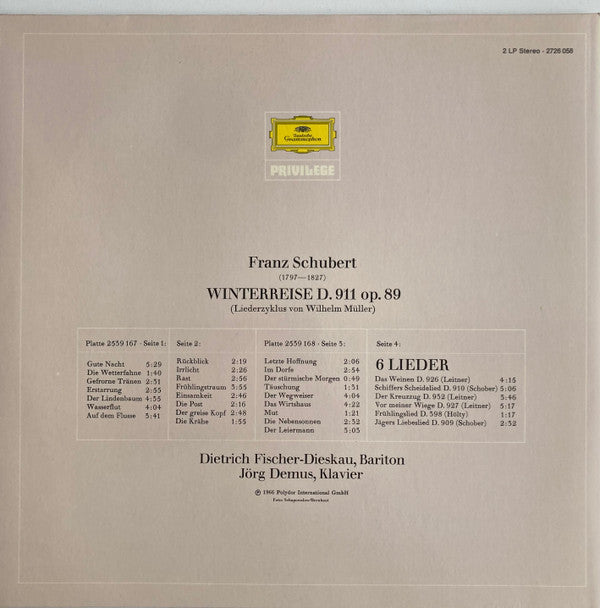 2 LP Stereo - 2726 058
Deutsche
Grammophon
PRIVILEGE
Franz Schubert
(1797—1827)
WINTERREISE D. 911 op. 89
(Liederzyklus von Wilhelm Müller)
Platte 2539 167 · Seite 1:
Gute Nacht 5:29
Die Wetterfahne 1:40
Gefrorne Tränen 2:31
Erstarrung 2:55
Der Lindenbaum 4:35
Wasserflut 4:04
Auf dem Flusse 3:41
Seite 2:
Rückblick 2:19
Irrlicht 2:26
Rast 2:56
Frühlingstraum 3:55
Einsamkeit 2:46
Die Post 2:16
Der greise Kopf 2:48
Die Krähe 1:55
Platte 2539 168 · Seite 3:
Letzte Hoffnung 2:06
Im Dorfe 2:54
Der stürmische Morgen 0:49
Täuschung 1:31
Der Wegweiser 4:04
Das Wirtshaus 4:22
Mut 1:21
Die Nebensonnen 2:52
Der Leiermann 3:03
Seite 4:
6 LIEDER
Das Weinen D. 926 (Leitner) 4:15
Schiffers Scheidelied D. 910 (Schober) 5:06
Der Kreuzzug D. 932 (Leitner) 3:46
Vor meiner Wiege D. 927 (Leitner) 5:17
Frühlingslied D. 398 (Hölty) 3:17
Jägers Liebeslied D. 909 (Schober) 2:52
Dietrich Fischer-Dieskau, Bariton
Jörg Demus, Klavier
℗ 1966 Polydor International GmbH